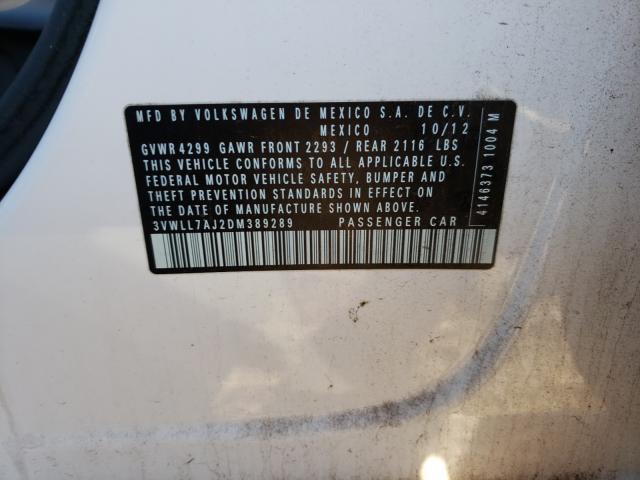 MFD BY VOLKSWAGEN DE MEXICO S.A. DE C.V.
MEXICO 10/12
GVWR 4299 GAWR FRONT 2293 / REAR 2116 LBS
THIS VEHICLE CONFORMS TO ALL APPLICABLE U.S.
FEDERAL MOTOR VEHICLE SAFETY, BUMPER AND
THEFT PREVENTION STANDARDS IN EFFECT ON
THE DATE OF MANUFACTURE SHOWN ABOVE.
3VWLL7AJ2DM389289 PASSENGER CAR
4146373 1004 M